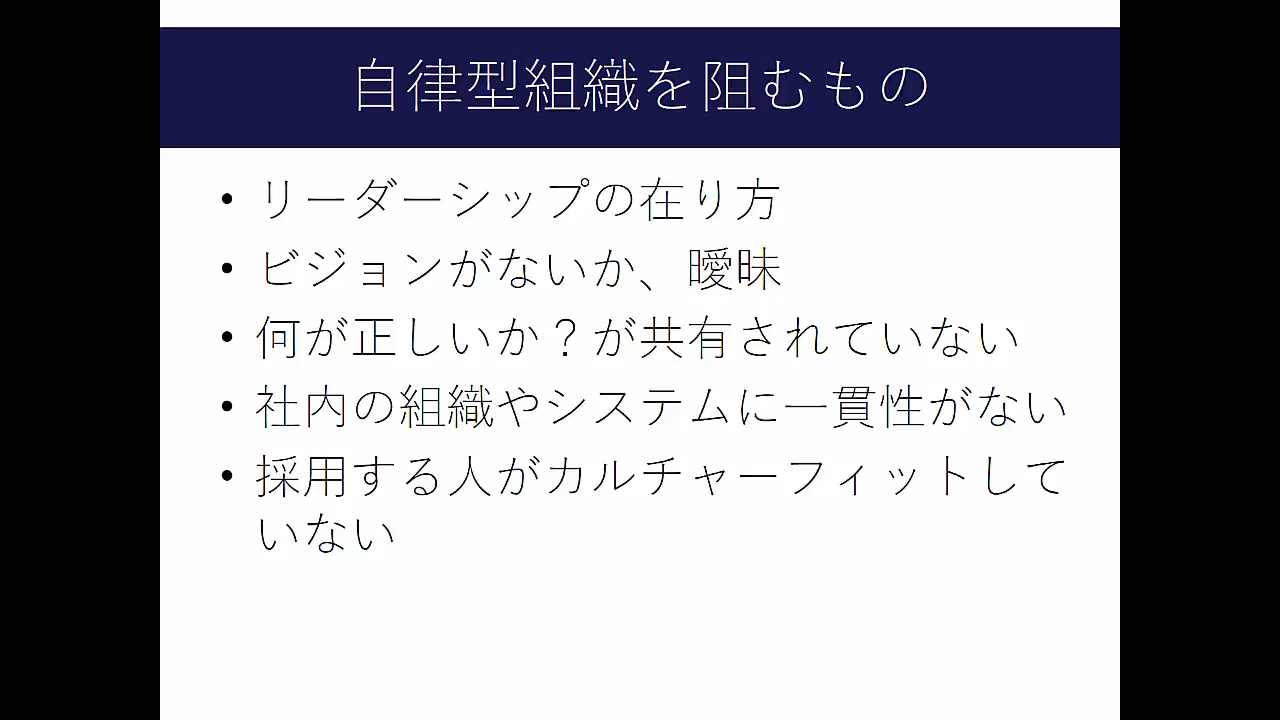 自律型組織を阻むもの
• リーダーシップの在り方
• ビジョンがないか、曖昧
• 何が正しいか？が共有されていない
• 社内の組織やシステムに一貫性がない
• 採用する人がカルチャーフィットして
いない